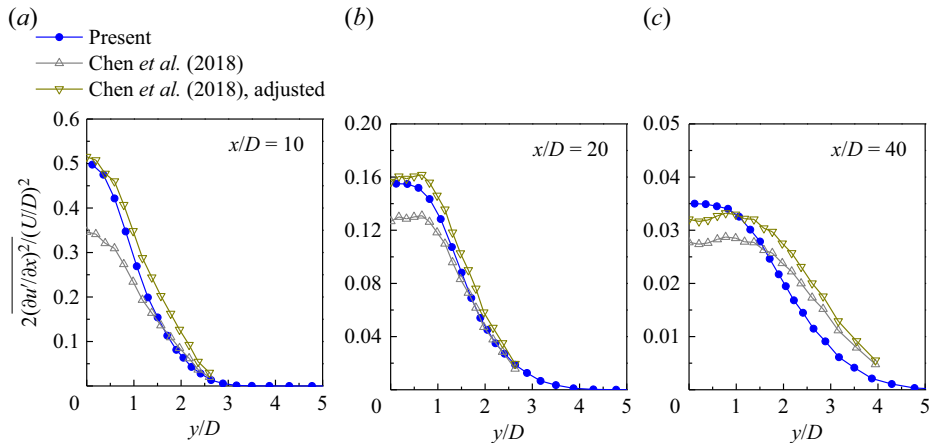 (a)
(b)
(c)
Present
Chen et al. (2018)
Chen et al. (2018), adjusted
2(∂u′/∂x)²/(U/D)²
0.6
0.5
0.4
0.3
0.2
0.1
0
x/D = 10
0 1 2 3 4 5
y/D
0.20
0.16
0.12
0.08
0.04
0
x/D = 20
1 2 3 4 5
y/D
0.05
0.04
0.03
0.02
0.01
0
x/D = 40
1 2 3 4 5
y/D